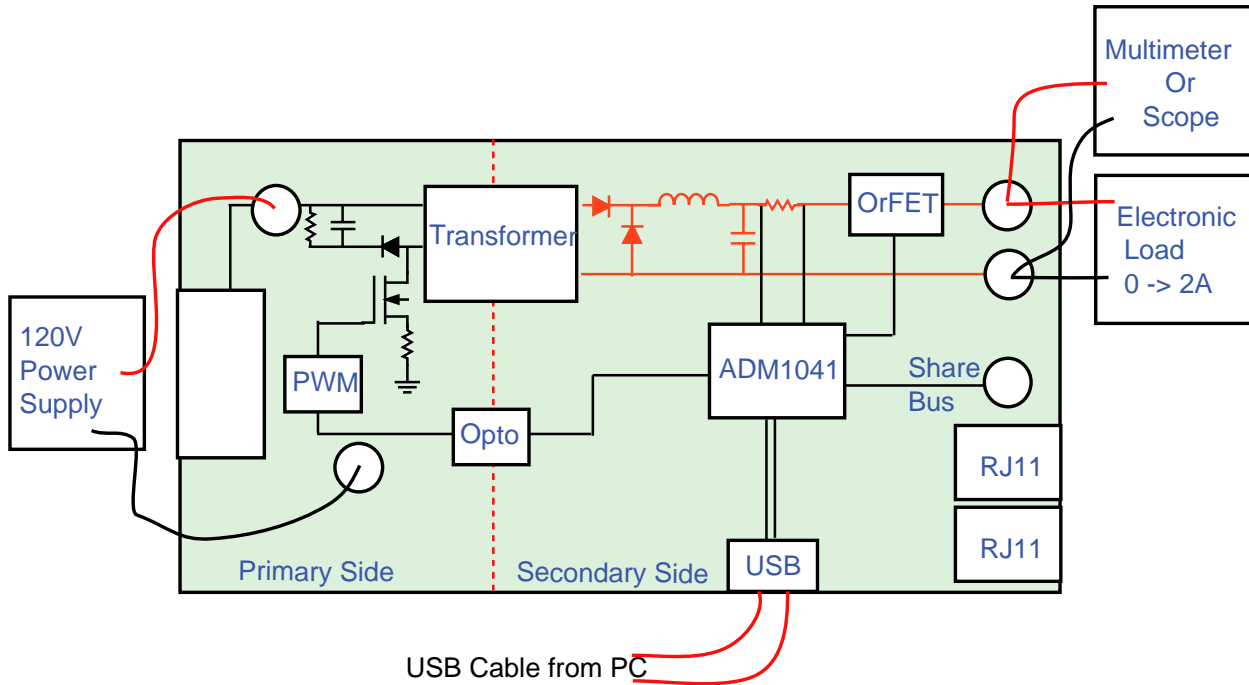 Multimeter
Or
Scope
OrFET
Transformer
Electronic
Load
0 -> 2A
120V
Power
Supply
PWM
ADM1041
Share
Bus
Opto
RJ11
RJ11
USB
Primary Side
Secondary Side
USB Cable from PC